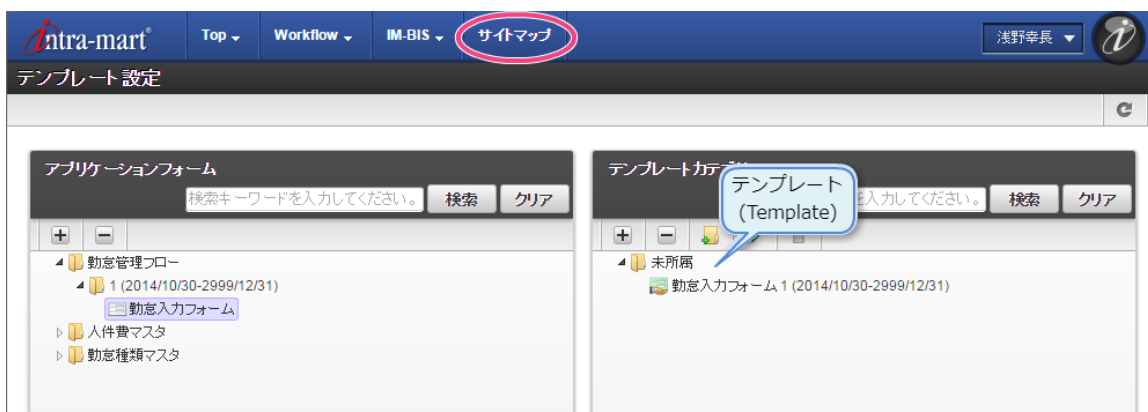 intra-mart® Top Workflow IM-BIS サイトマップ 浅野幸長
テンプレート設定
アプリケーションフォーム
検索キーワードを入力してください。 検索 クリア
勤怠管理フロー
1 (2014/10/30-2999/12/31)
勤怠入力フォーム
人件費マスタ
勤怠種類マスタ
テンプレートカテゴリ
を入力してください。 検索 クリア
テンプレート
(Template)
未所属
勤怠入力フォーム 1 (2014/10/30-2999/12/31)